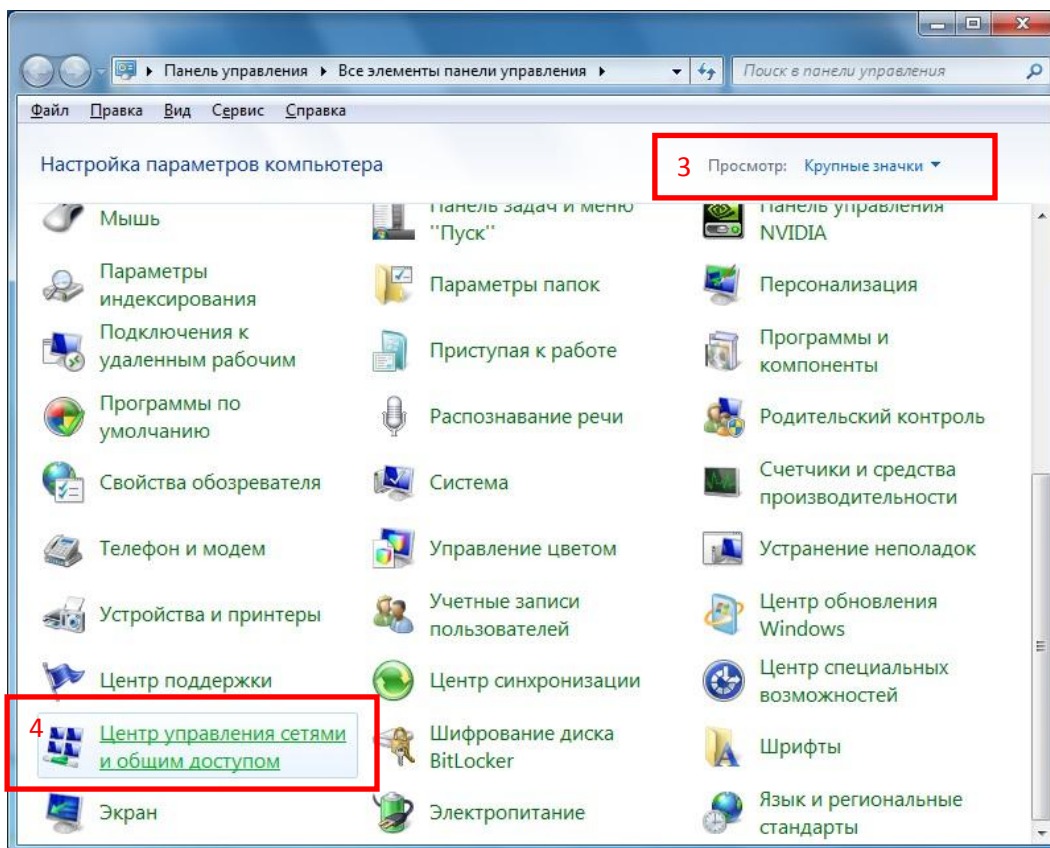 Панель управления
Все элементы панели управления
Поиск в панели управления
Файл Правка Вид Сервис Справка
Настройка параметров компьютера
3 Просмотр: Крупные значки
Мышь
Панель задач и меню
"Пуск"
Панель управления
NVIDIA
Параметры
индексирования
Параметры папок
Персонализация
Подключения к
удаленным рабочим
Приступая к работе
Программы и
компоненты
Программы по
умолчанию
Распознавание речи
Родительский контроль
Свойства обозревателя
Система
Счетчики и средства
производительности
Телефон и модем
Управление цветом
Устранение неполадок
Устройства и принтеры
Учетные записи
пользователей
Центр обновления
Windows
Центр поддержки
Центр синхронизации
Центр специальных
возможностей
4 Центр управления сетями
и общим доступом
Шифрование диска
BitLocker
Шрифты
Экран
Электропитание
Язык и региональные
стандарты